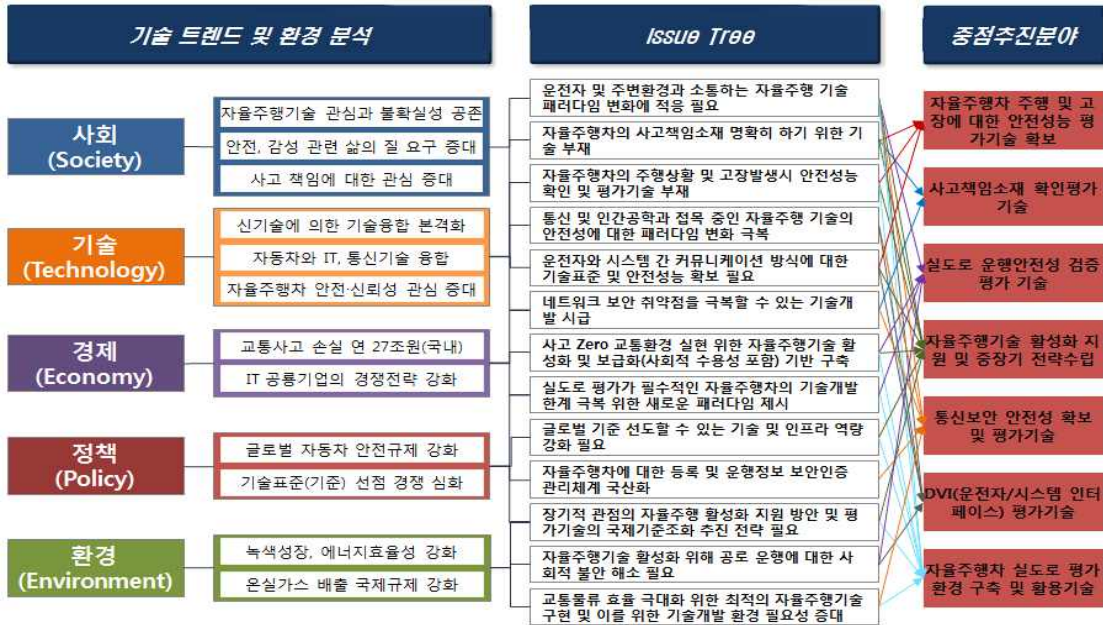 기술 트렌드 및 환경 분석
Issue Tree
중점추진분야
사회
(Society)
자율주행기술 관심과 불확실성 공존
안전, 감성 관련 삶의 질 요구 증대
사고 책임에 대한 관심 증대
기술
(Technology)
신기술에 의한 기술융합 본격화
자동차와 IT, 통신기술 융합
자율주행차 안전·신뢰성 관심 증대
경제
(Economy)
교통사고 손실 연 27조원(국내)
IT 공룡기업의 경쟁전략 강화
정책
(Policy)
글로벌 자동차 안전규제 강화
기술표준(기준) 선점 경쟁 심화
환경
(Environment)
녹색성장, 에너지효율성 강화
온실가스 배출 국제규제 강화
운전자 및 주변환경과 소통하는 자율주행 기술
패러다임 변화에 적응 필요
자율주행차의 사고책임소재 명확히 하기 위한 기
술 부재
자율주행차의 주행상황 및 고장발생시 안전성능
확인 및 평가기술 부재
통신 및 인간공학과 접목 중인 자율주행 기술의
안전성에 대한 패러다임 변화 극복
운전자와 시스템 간 커뮤니케이션 방식에 대한
기술표준 및 안전성능 확보 필요
네트워크 보안 취약점을 극복할 수 있는 기술개
발 시급
사고 Zero 교통환경 실현 위한 자율주행기술 활
성화 및 보급화(사회적 수용성 포함) 기반 구축
실도로 평가가 필수적인 자율주행차의 기술개발
한계 극복 위한 새로운 패러다임 제시
글로벌 기준 선도할 수 있는 기술 및 인프라 역량
강화 필요
자율주행차에 대한 등록 및 운행정보 보안인증
관리체계 국산화
장기적 관점의 자율주행 활성화 지원 방안 및 평
가기술의 국제기준조화 추진 전략 필요
자율주행기술 활성화 위해 공로 운행에 대한 사
회적 불안 해소 필요
교통물류 효율 극대화 위한 최적의 자율주행기술
구현 및 이를 위한 기술개발 환경 필요성 증대
자율주행차 주행 및 고
장에 대한 안전성능 평
가기술 확보
사고책임소재 확인평가
기술
실도로 운행안전성 검증
평가 기술
자율주행기술 활성화 지
원 및 중장기 전략수립
통신보안 안전성 확보
및 평가기술
DVI(운전자/시스템 인터
페이스) 평가기술
자율주행차 실도로 평가
환경 구축 및 활용기술